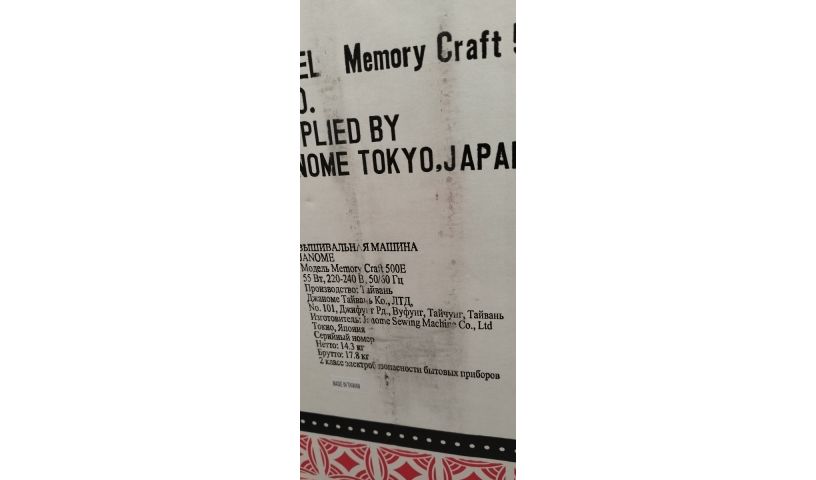 EL Memory Craft 5
O.
PLIED BY
NOME TOKYO,JAPAN
ВЫШИВАЛЬНАЯ МАШИНА
JANOME
Модель Memory Craft 500E
55 Вт, 220-240 В, 50/60 Гц
Производство: Тайвань
Джаноме Тайвань Ко., ЛТД,
No. 101, Джифунг Рд., Вуфунг, Тайчунг, Тайвань
Изготовитель: Janome Sewing Machine Co., Ltd
Токио, Япония
Серийный номер
Нетто: 14.3 кг
Брутто: 17.8 кг
2 класс электробезопасности бытовых приборов
MADE IN TAIWAN